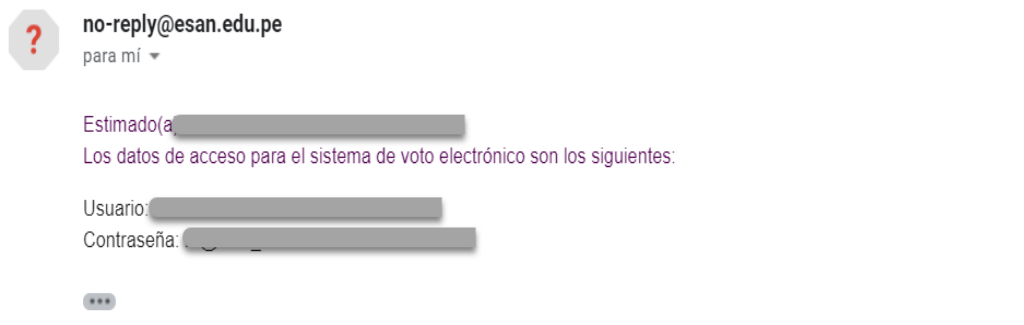 no-reply@esan.edu.pe
para mí
Estimado(a
Los datos de acceso para el sistema de voto electrónico son los siguientes:
Usuario:
Contraseña: